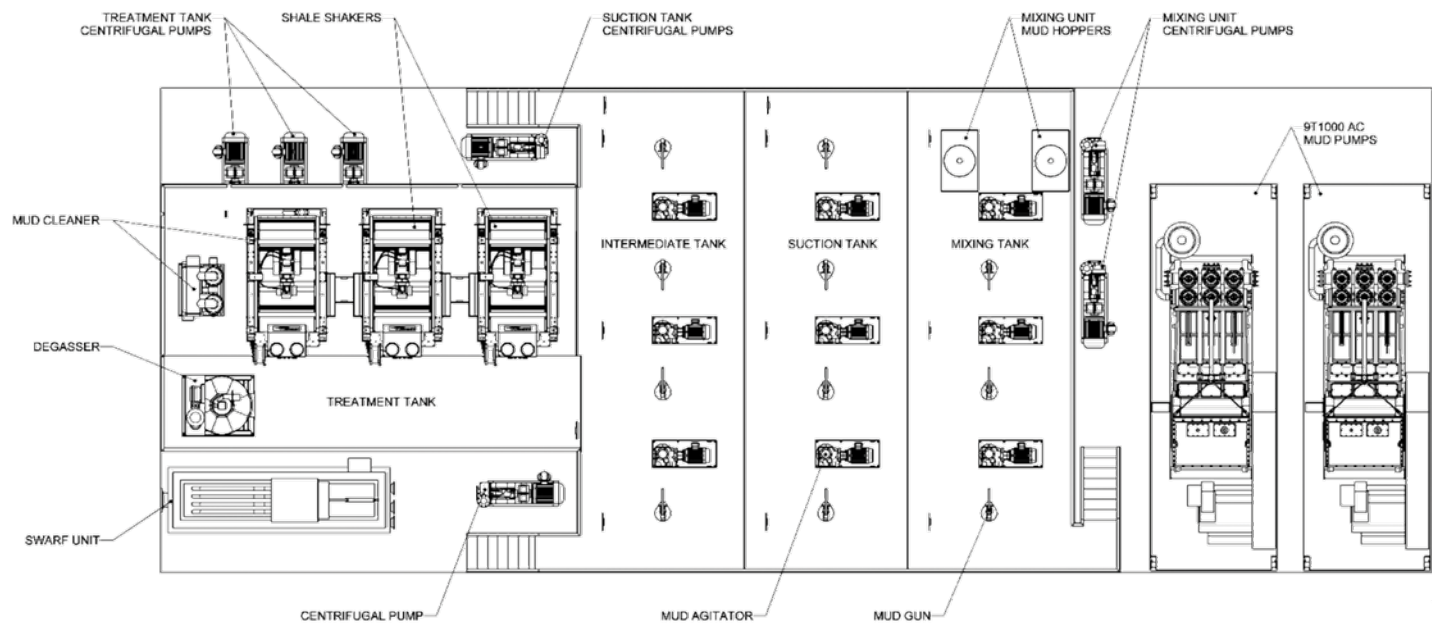 TREATMENT TANK
CENTRIFUGAL PUMPS
SHALE SHAKERS
SUCTION TANK
CENTRIFUGAL PUMPS
MIXING UNIT
MUD HOPPERS
MIXING UNIT
CENTRIFUGAL PUMPS
9T1000 AC
MUD PUMPS
MUD CLEANER
INTERMEDIATE TANK
SUCTION TANK
MIXING TANK
DEGASSER
TREATMENT TANK
SWARF UNIT
CENTRIFUGAL PUMP
MUD AGITATOR
MUD GUN